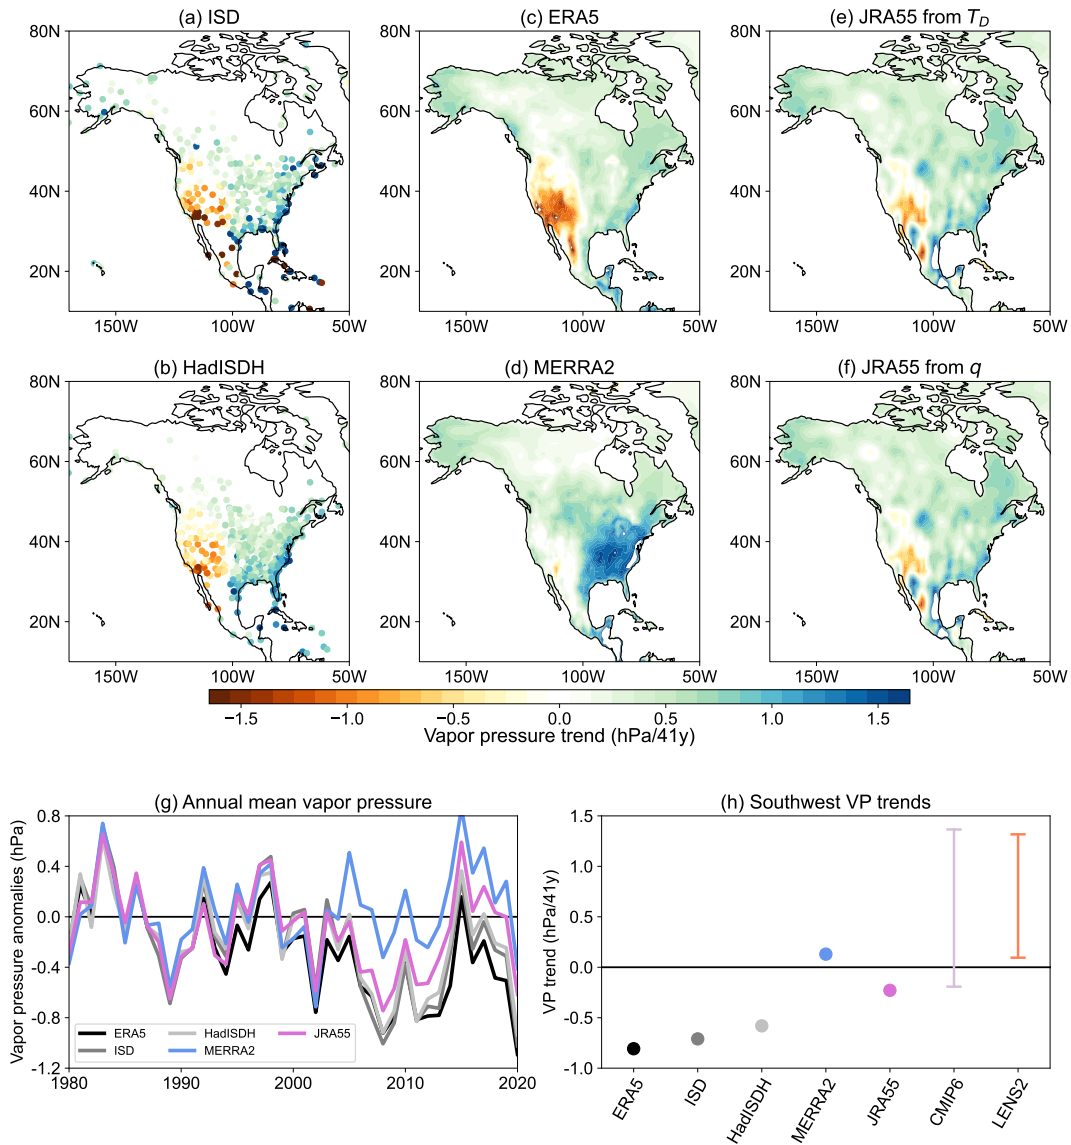 (a) ISD
(c) ERA5
(e) JRA55 from T_D
80N
80N
80N
60N
60N
60N
40N
40N
40N
20N
20N
20N
150W
100W
50W
150W
100W
50W
150W
100W
50W
(b) HadISDH
(d) MERRA2
(f) JRA55 from q
80N
80N
80N
60N
60N
60N
40N
40N
40N
20N
20N
20N
150W
100W
50W
150W
100W
50W
150W
100W
50W
−1.5
−1.0
−0.5
0.0
0.5
1.0
1.5
Vapor pressure trend (hPa/41y)
(g) Annual mean vapor pressure
Vapor pressure anomalies (hPa)
0.8
0.4
0.0
-0.4
-0.8
-1.2
1980
1990
2000
2010
2020
ERA5
ISD
HadISDH
MERRA2
JRA55
(h) Southwest VP trends
VP trend (hPa/41y)
1.5
1.0
0.5
0.0
-0.5
-1.0
ERA5
ISD
HadISDH
MERRA2
JRA55
CMIP6
LENS2